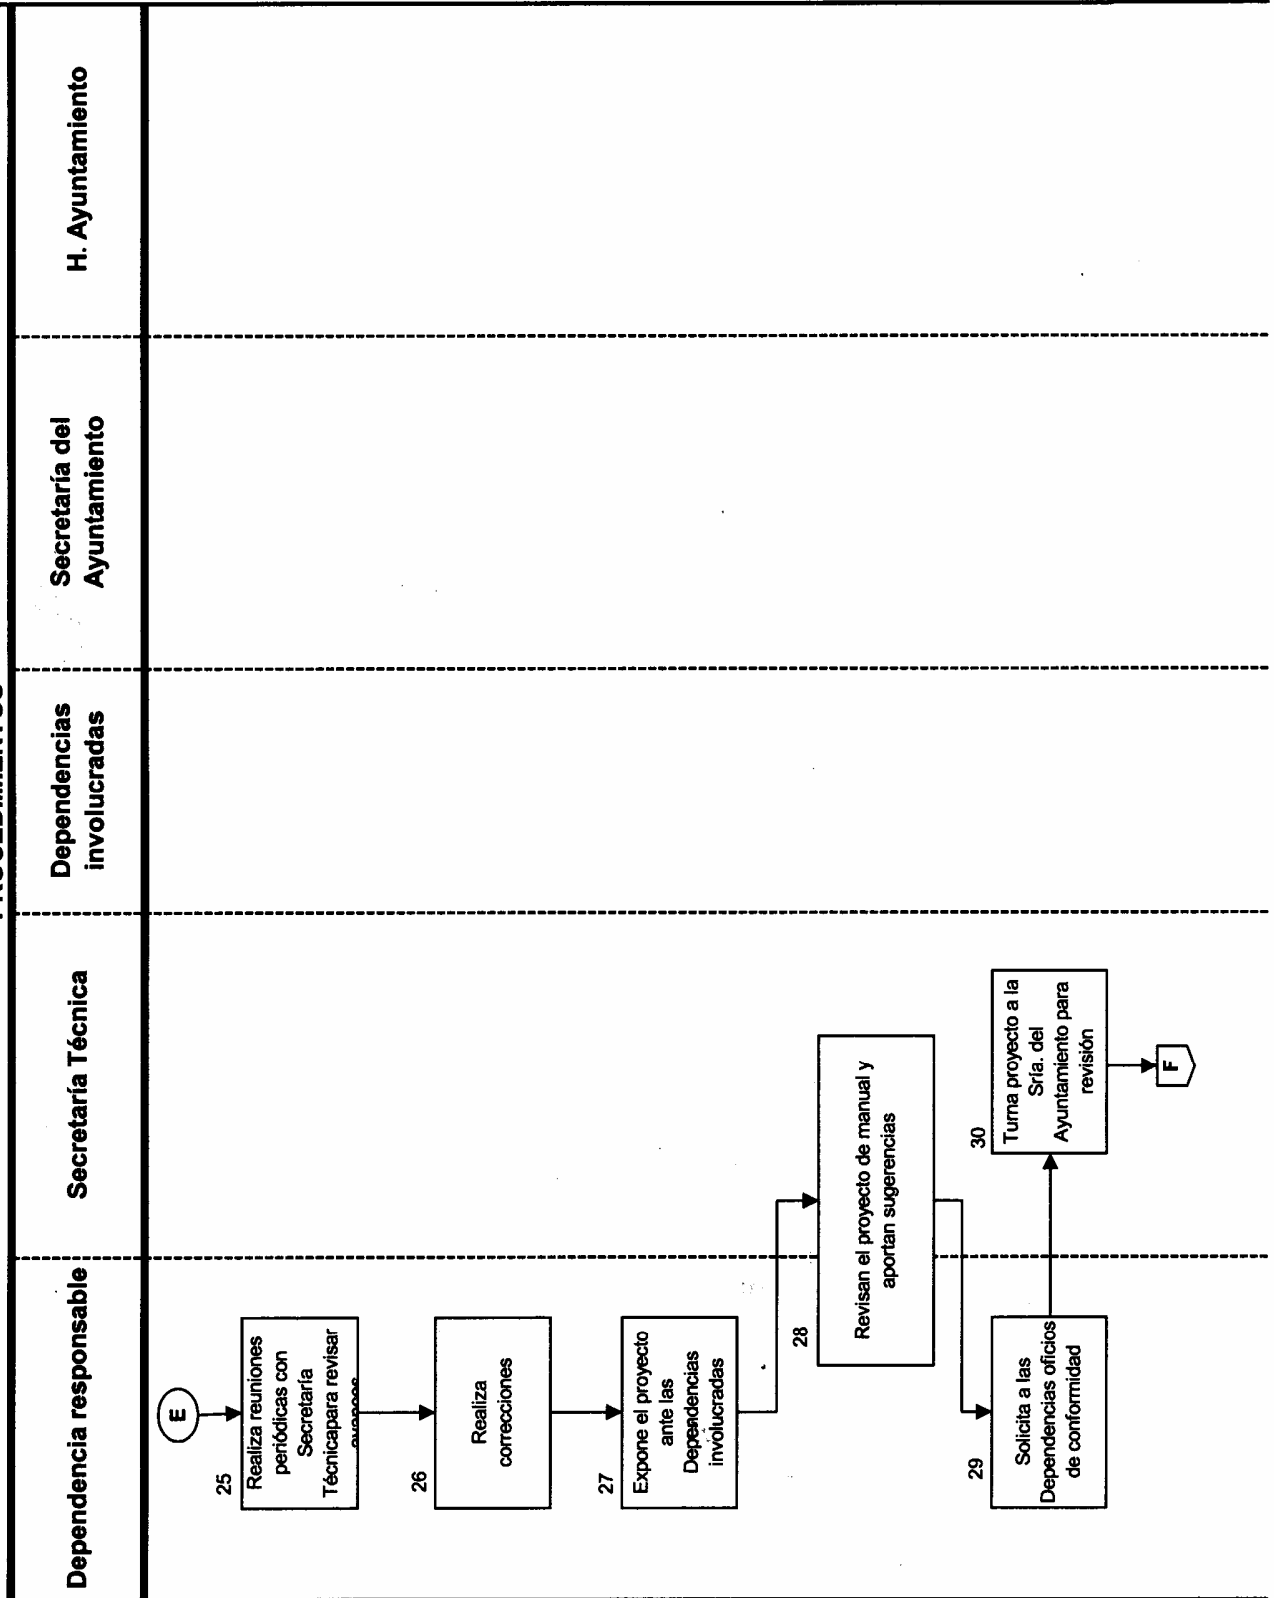 Dependencia responsable
Secretaría Técnica
Dependencias
involucradas
Secretaría del
Ayuntamiento
H. Ayuntamiento
E
25
Realiza reuniones
periódicas con
Secretaría
Técnicapara revisar
26
Realiza
correcciones
27
Expone el proyecto
ante las
Dependencias
involucradas
28
Revisan el proyecto de manual y
aportan sugerencias
29
Solicita a las
Dependencias oficios
de conformidad
30
Turna proyecto a la
Sría. del
Ayuntamiento para
revisión
F